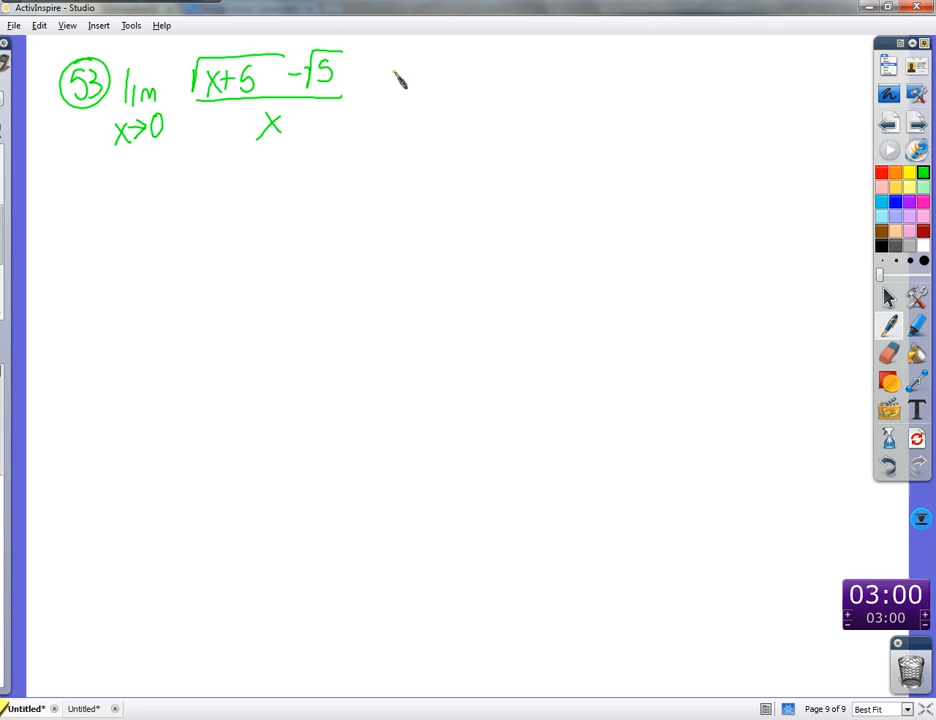 ActivInspire - Studio
File Edit View Insert Tools Help
53 lim √x+5 - √5
x→0 x
T
03:00
+ 03:00 +
Untitled* Untitled* Page 9 of 9 Best Fit